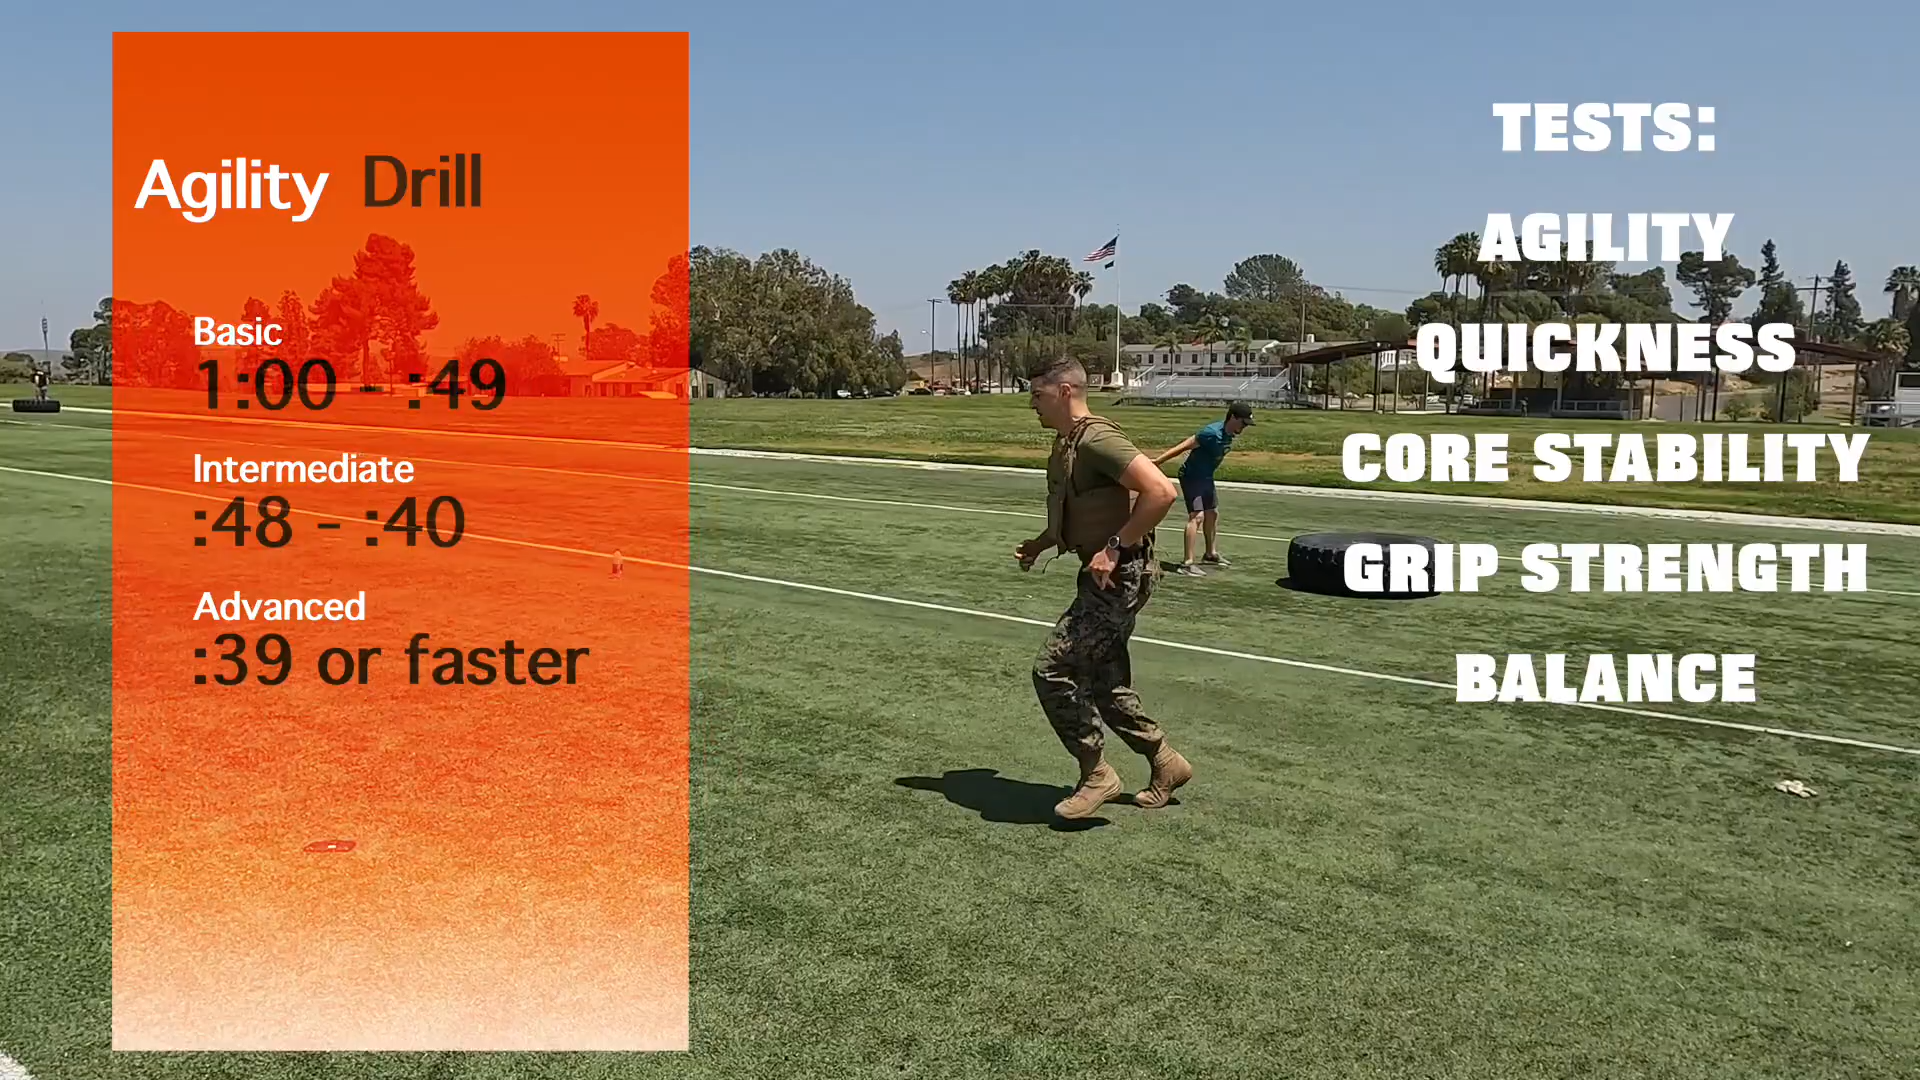 Agility Drill
Basic
1:00 - :49
Intermediate
:48 - :40
Advanced
:39 or faster
TESTS:
AGILITY
QUICKNESS
CORE STABILITY
GRIP STRENGTH
BALANCE